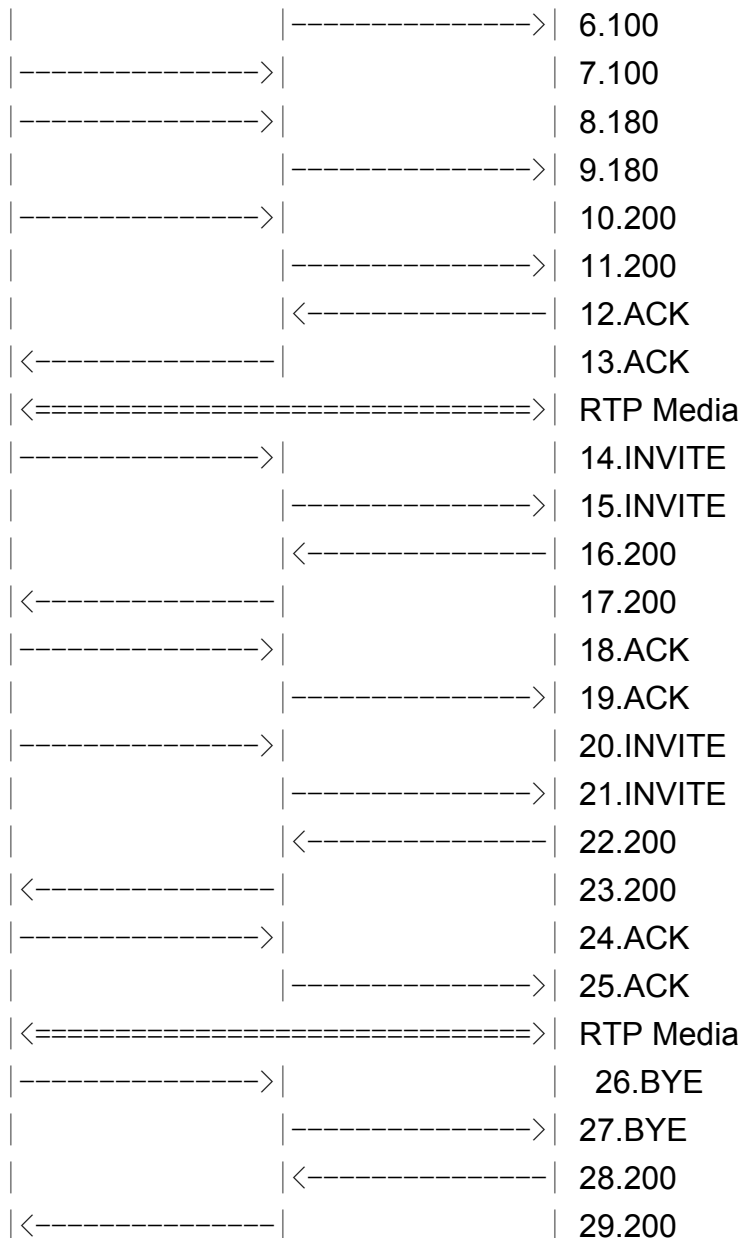 6.100
7.100
8.180
9.180
10.200
11.200
12.ACK
13.ACK
RTP Media
14.INVITE
15.INVITE
16.200
17.200
18.ACK
19.ACK
20.INVITE
21.INVITE
22.200
23.200
24.ACK
25.ACK
RTP Media
26.BYE
27.BYE
28.200
29.200